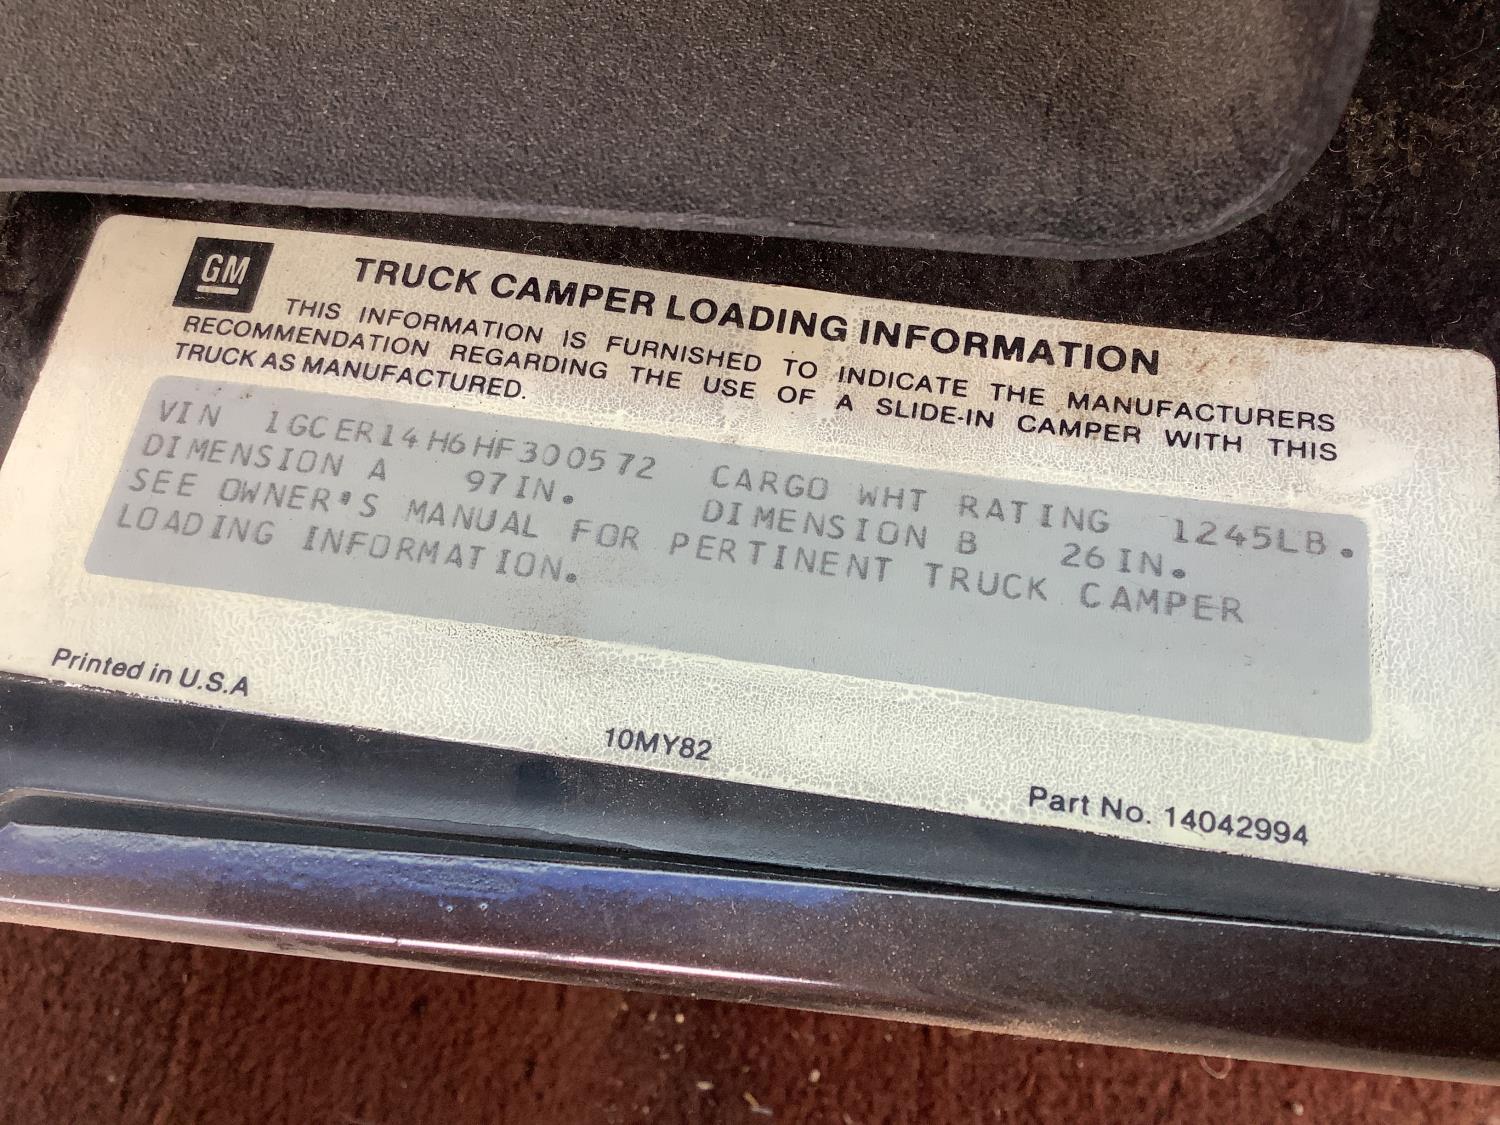 GM
TRUCK CAMPER LOADING INFORMATION
THIS INFORMATION IS FURNISHED TO INDICATE THE MANUFACTURERS
RECOMMENDATION REGARDING THE USE OF A SLIDE-IN CAMPER WITH THIS
TRUCK AS MANUFACTURED.
VIN 1GCER14H6HF300572 CARGO WHT RATING 1245LB.
DIMENSION A 97IN. DIMENSION B 26IN.
SEE OWNER'S MANUAL FOR PERTINENT TRUCK CAMPER
LOADING INFORMATION.
Printed in U.S.A
10MY82
Part No. 14042994